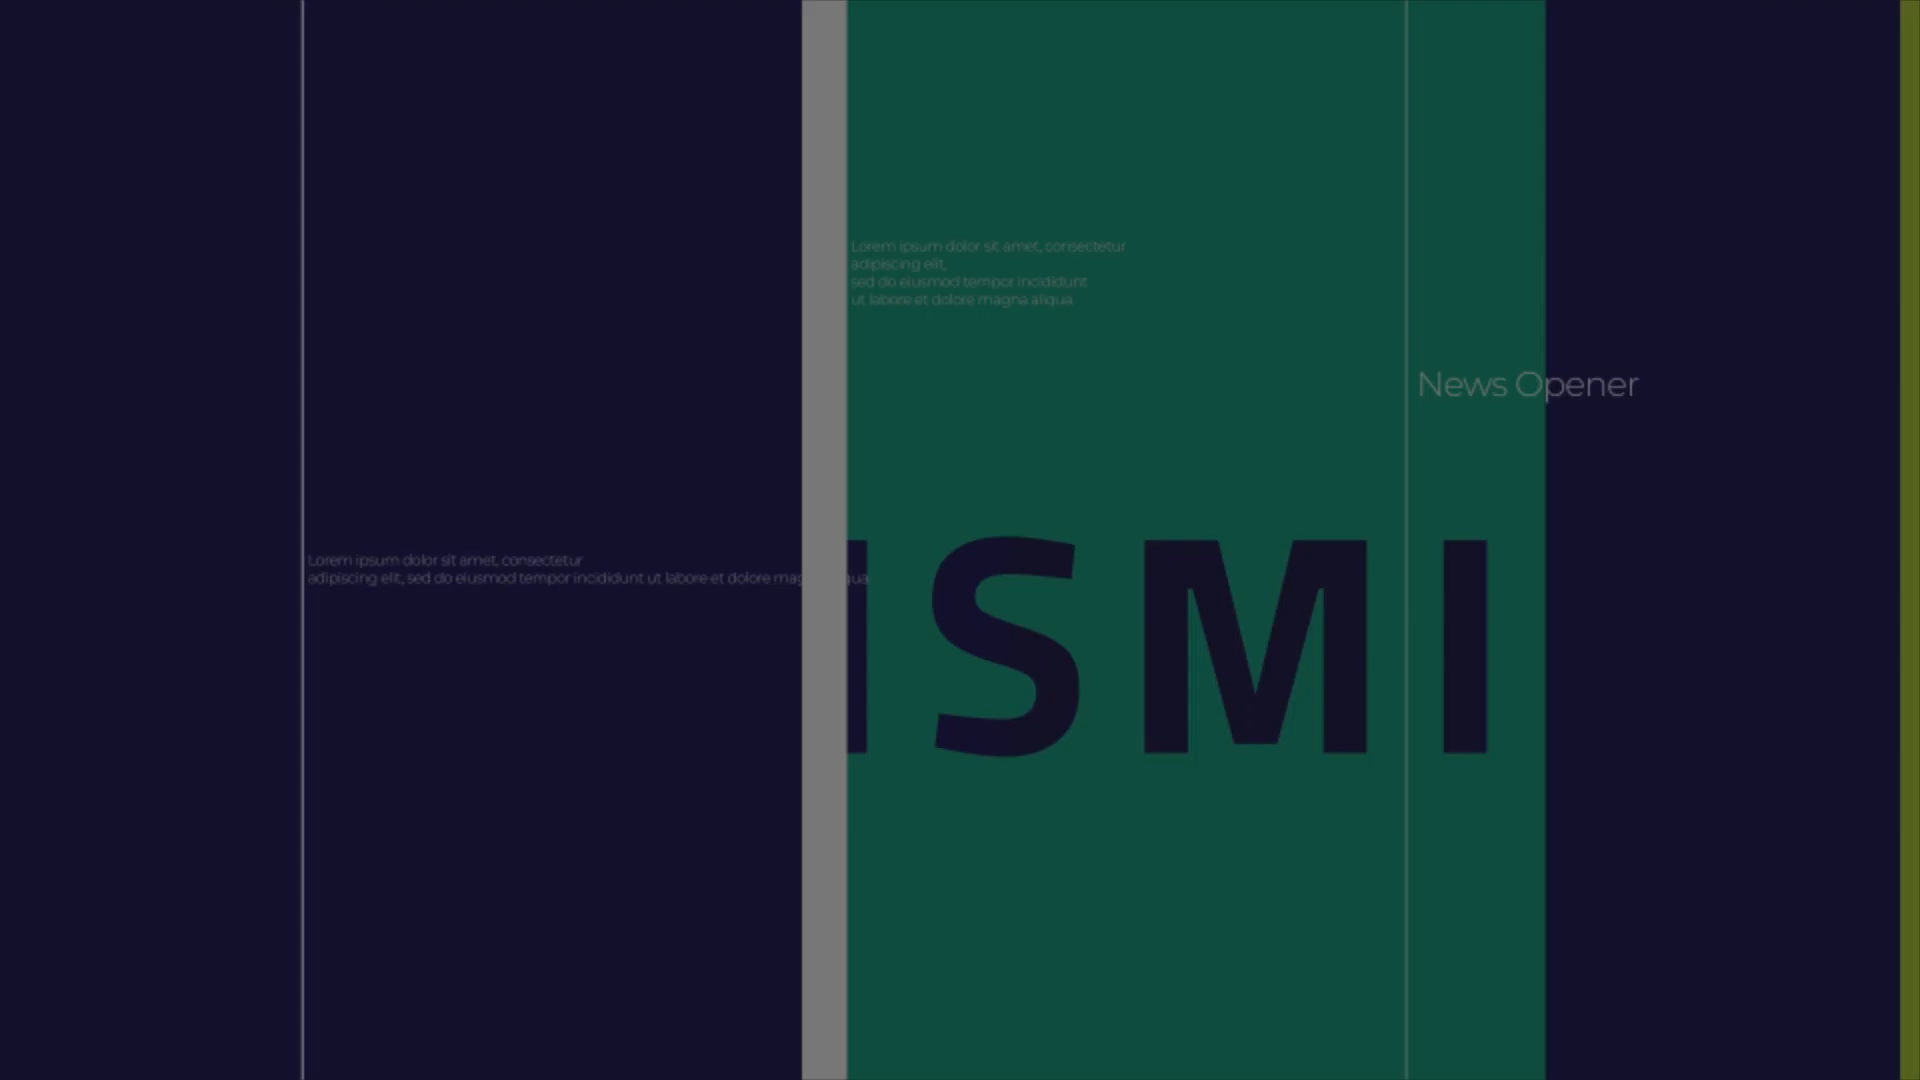 Lorem ipsum dolor sit amet, consectetur
adipiscing elit,
sed do eiusmod tempor incididunt
ut labore et dolore magna aliqua
News Opener
Lorem ipsum dolor sit amet, consectetur
adipiscing elit, sed do eiusmod tempor incididunt ut labore et dolore
ISMI